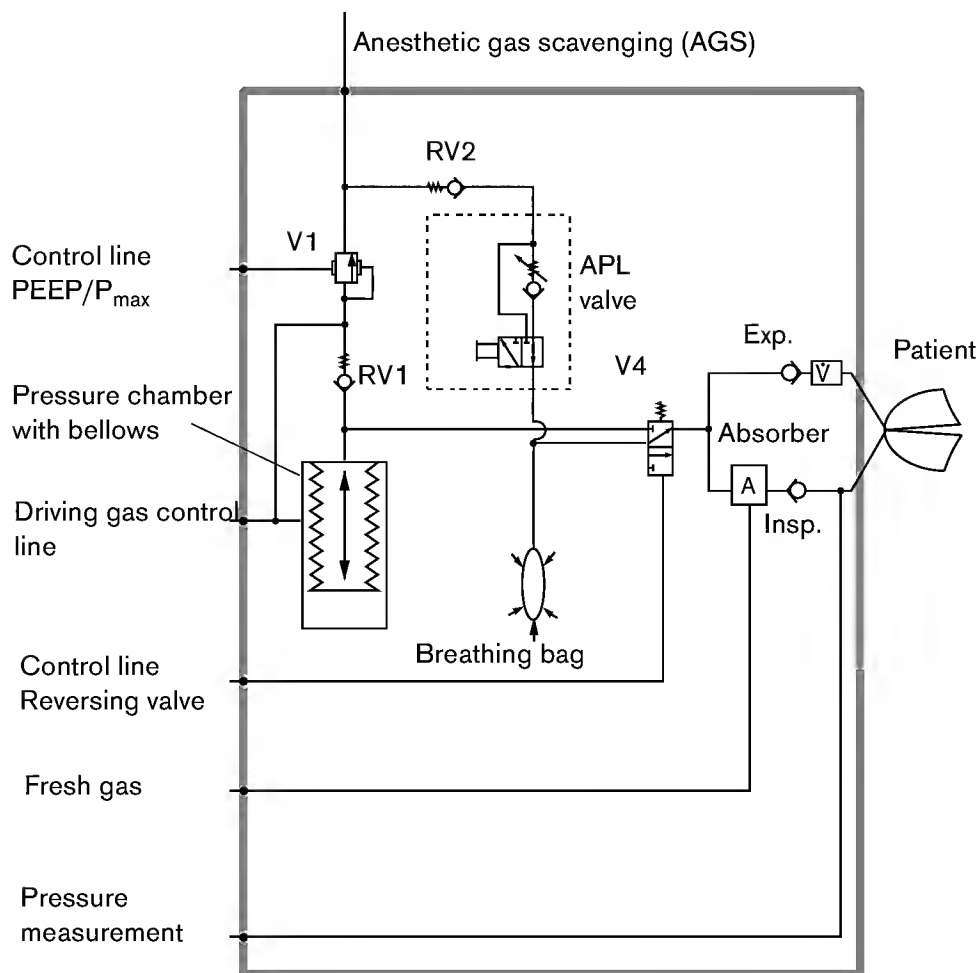 Anesthetic gas scavenging (AGS)
RV2
V1
Control line
PEEP/Pmax
APL
valve
Exp.
Patient
V̇
V4
RV1
Pressure chamber
with bellows
Absorber
A
Insp.
Driving gas control
line
Breathing bag
Control line
Reversing valve
Fresh gas
Pressure
measurement